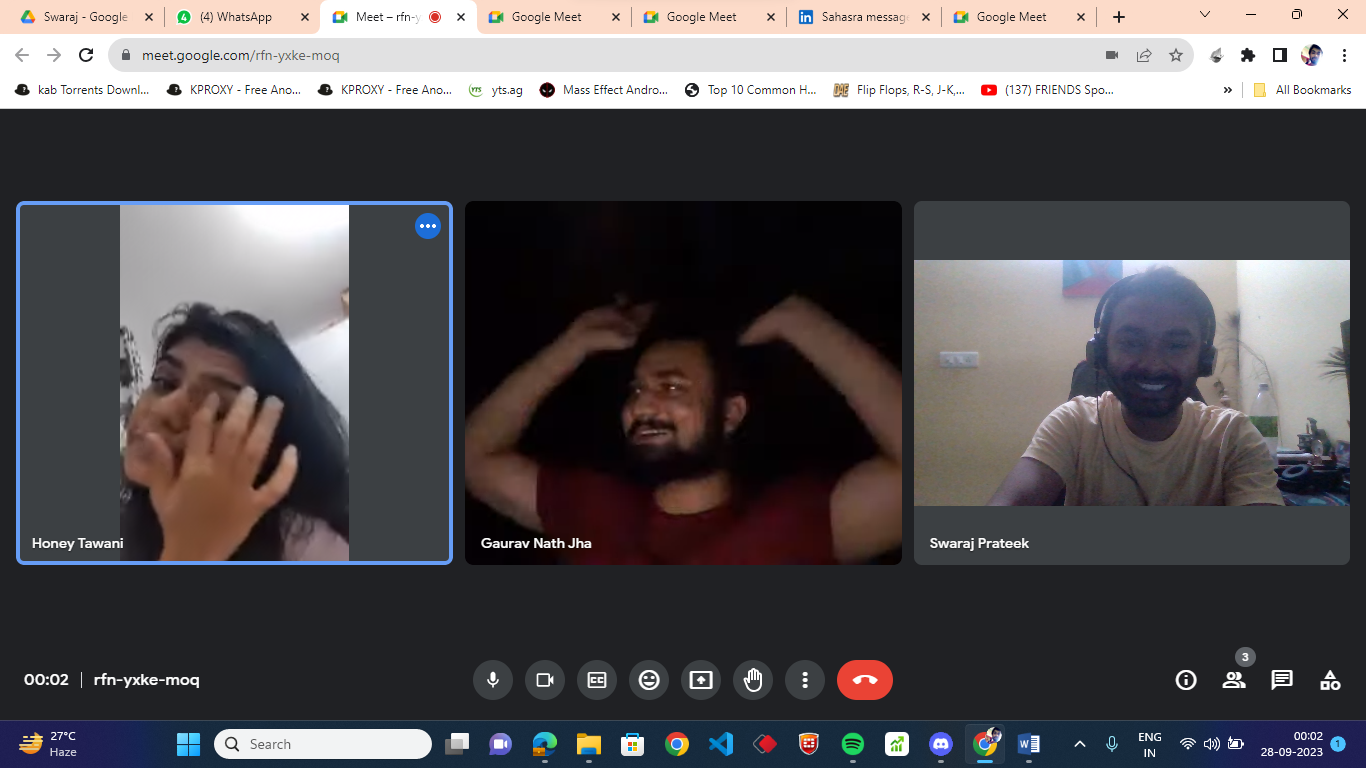 Swaraj - Google
(4) WhatsApp
Meet – rfn-y
Google Meet
Google Meet
Sahasra messag
Google Meet
meet.google.com/rfn-yxke-moq
kab Torrents Downl...
KPROXY - Free Ano...
KPROXY - Free Ano...
yts.ag
Mass Effect Andro...
Top 10 Common H...
Flip Flops, R-S, J-K,...
(137) FRIENDS Spo...
»
All Bookmarks
Honey Tawani
Gaurav Nath Jha
Swaraj Prateek
00:02 | rfn-yxke-moq
3
27°C
Haze
Search
ENG
IN
00:02
28-09-2023
1